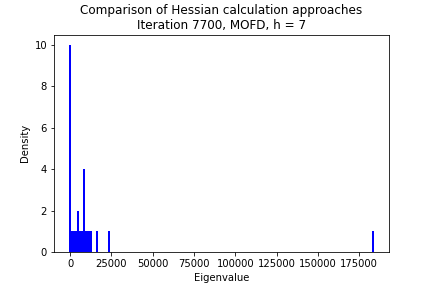 Comparison of Hessian calculation approaches
Iteration 7700, MOFD, h = 7
10
8
6
4
2
0
Density
0 25000 50000 75000 100000 125000 150000 175000
Eigenvalue